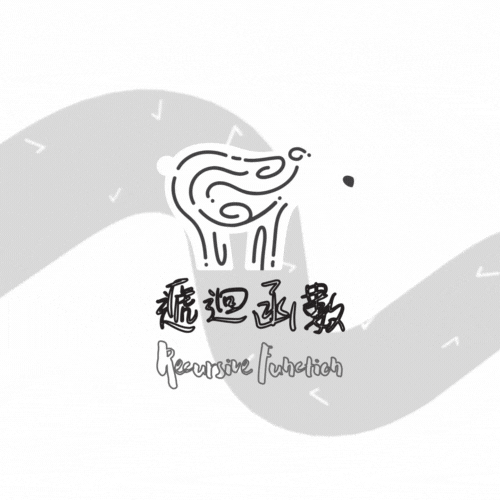 遞迴函數
Recursive Function